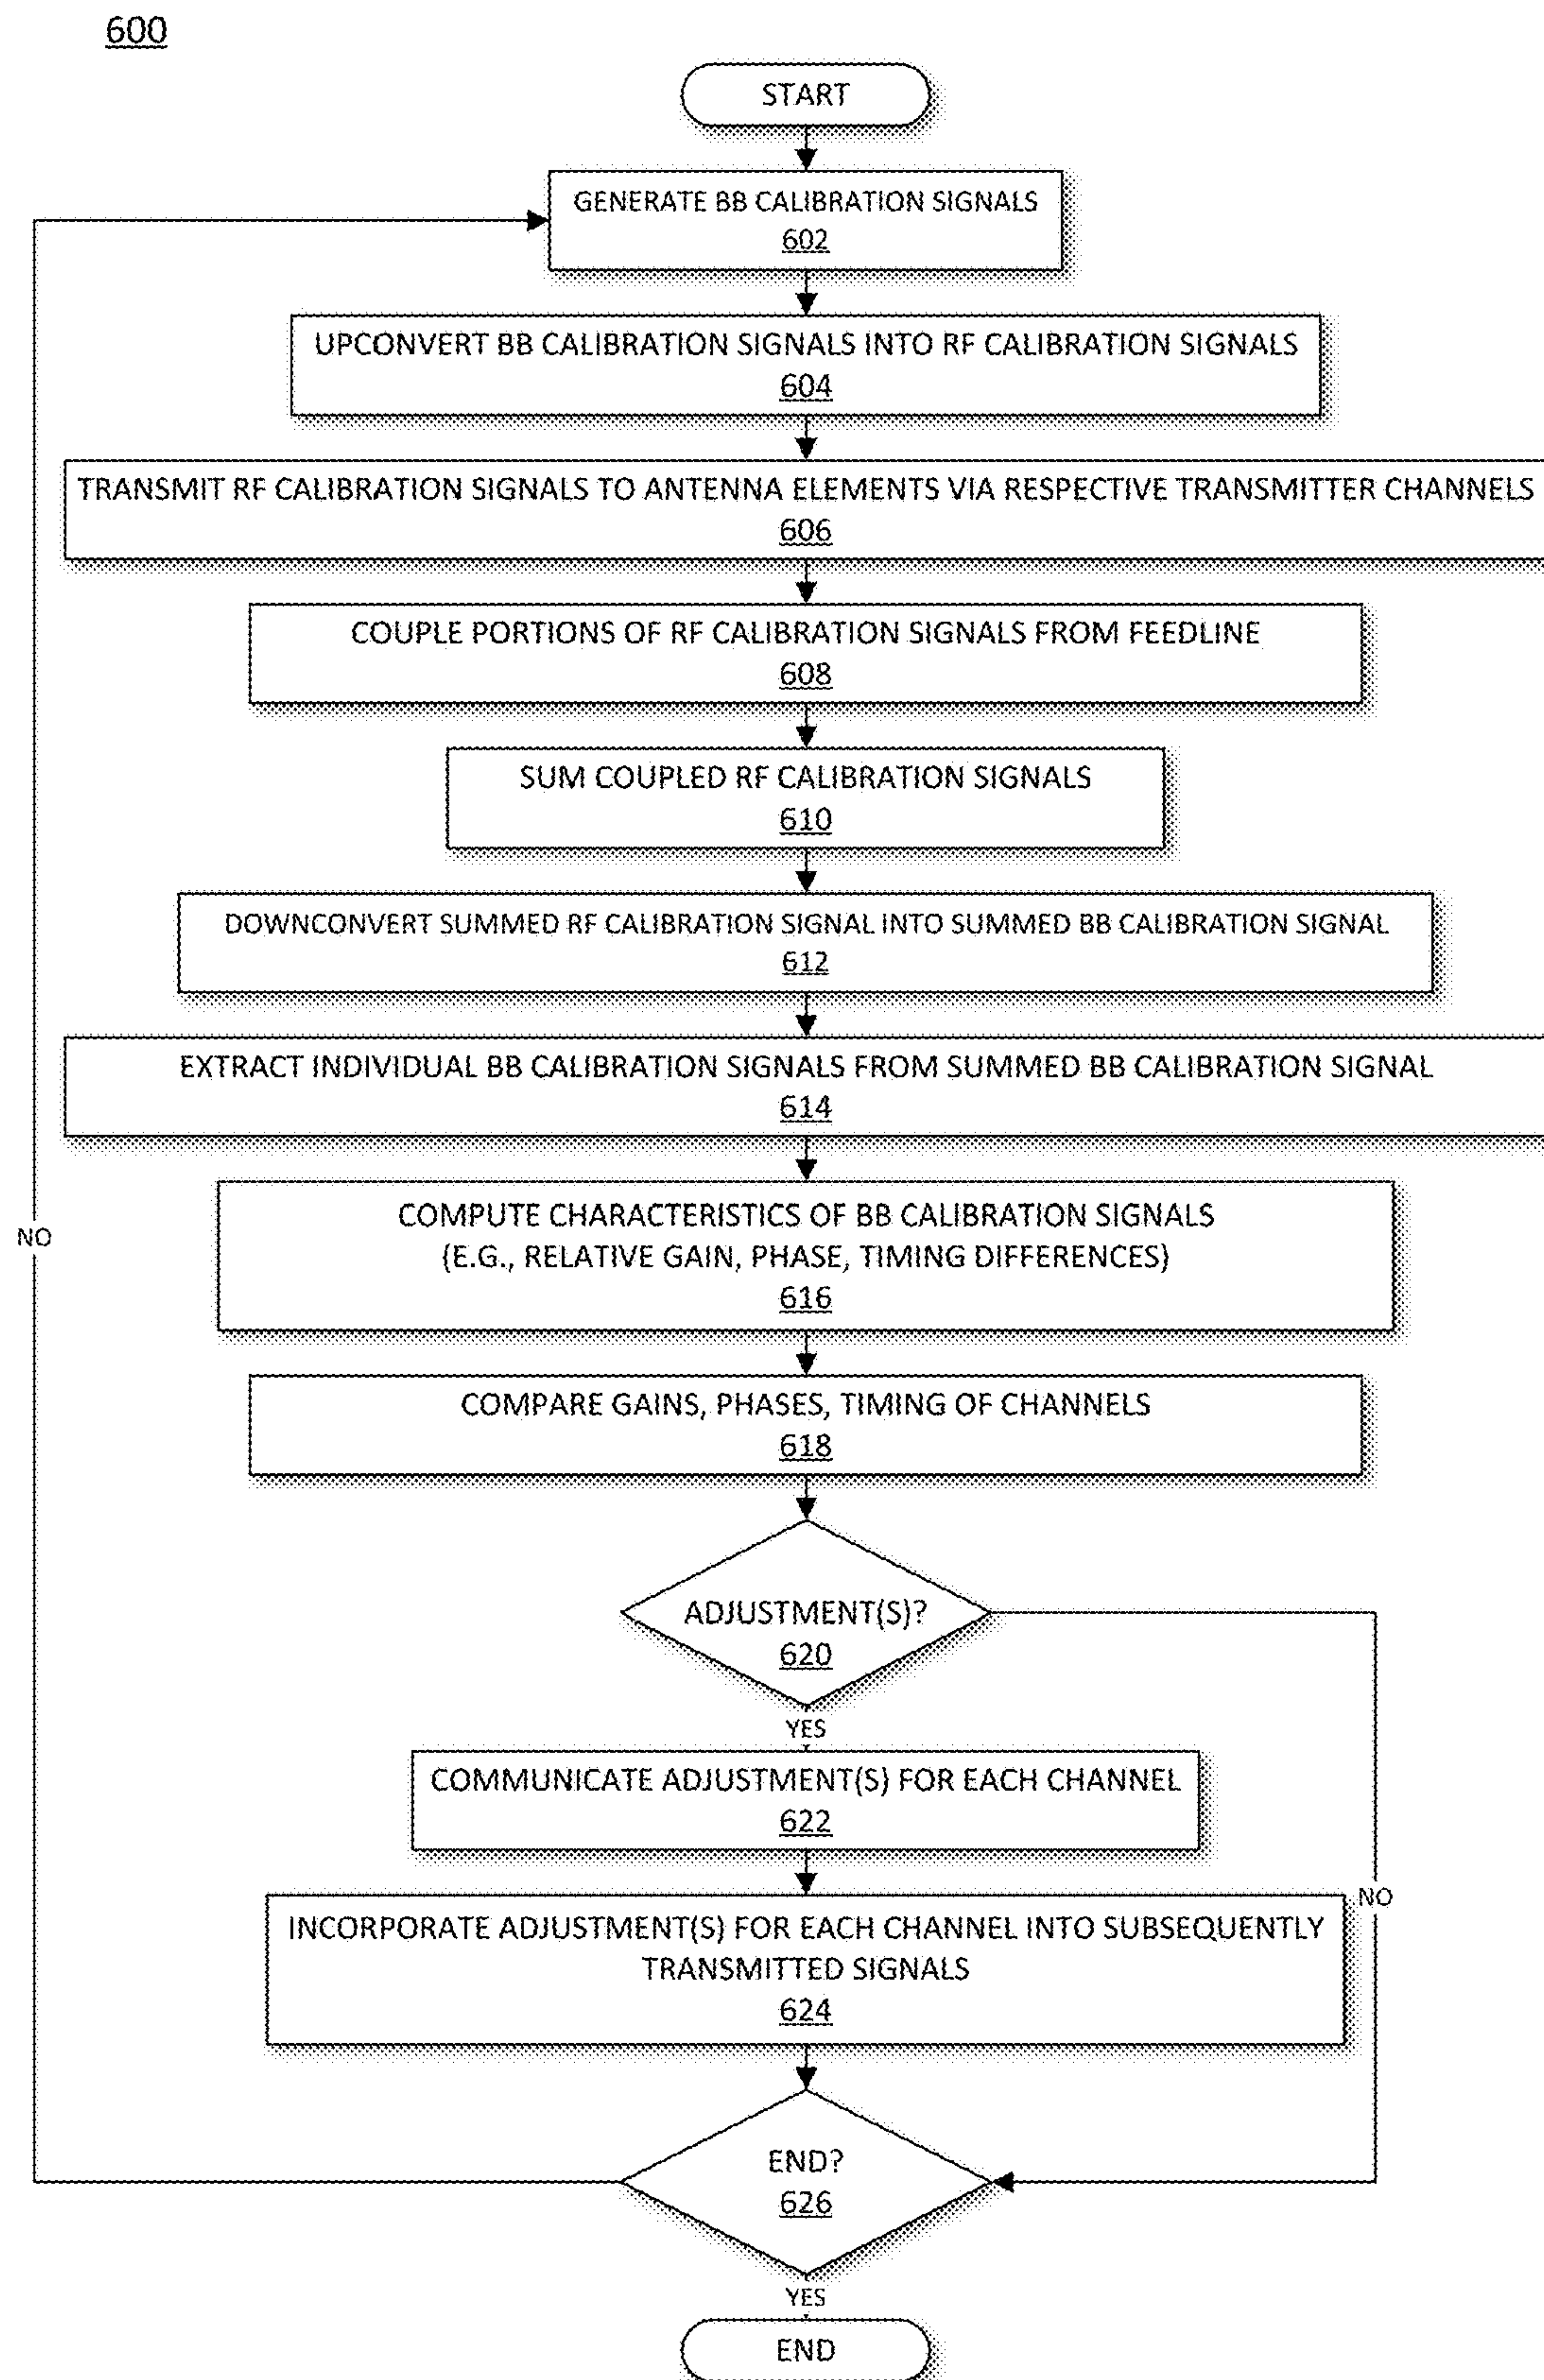 600
START
GENERATE BB CALIBRATION SIGNALS
602
UPCONVERT BB CALIBRATION SIGNALS INTO RF CALIBRATION SIGNALS
604
TRANSMIT RF CALIBRATION SIGNALS TO ANTENNA ELEMENTS VIA RESPECTIVE TRANSMITTER CHANNELS
606
COUPLE PORTIONS OF RF CALIBRATION SIGNALS FROM FEEDLINE
608
SUM COUPLED RF CALIBRATION SIGNALS
610
DOWNCONVERT SUMMED RF CALIBRATION SIGNAL INTO SUMMED BB CALIBRATION SIGNAL
612
EXTRACT INDIVIDUAL BB CALIBRATION SIGNALS FROM SUMMED BB CALIBRATION SIGNAL
614
COMPUTE CHARACTERISTICS OF BB CALIBRATION SIGNALS
(E.G., RELATIVE GAIN, PHASE, TIMING DIFFERENCES)
616
NO
COMPARE GAINS, PHASES, TIMING OF CHANNELS
618
ADJUSTMENT(S)?
620
YES
COMMUNICATE ADJUSTMENT(S) FOR EACH CHANNEL
622
NO
INCORPORATE ADJUSTMENT(S) FOR EACH CHANNEL INTO SUBSEQUENTLY
TRANSMITTED SIGNALS
624
END?
626
YES
END